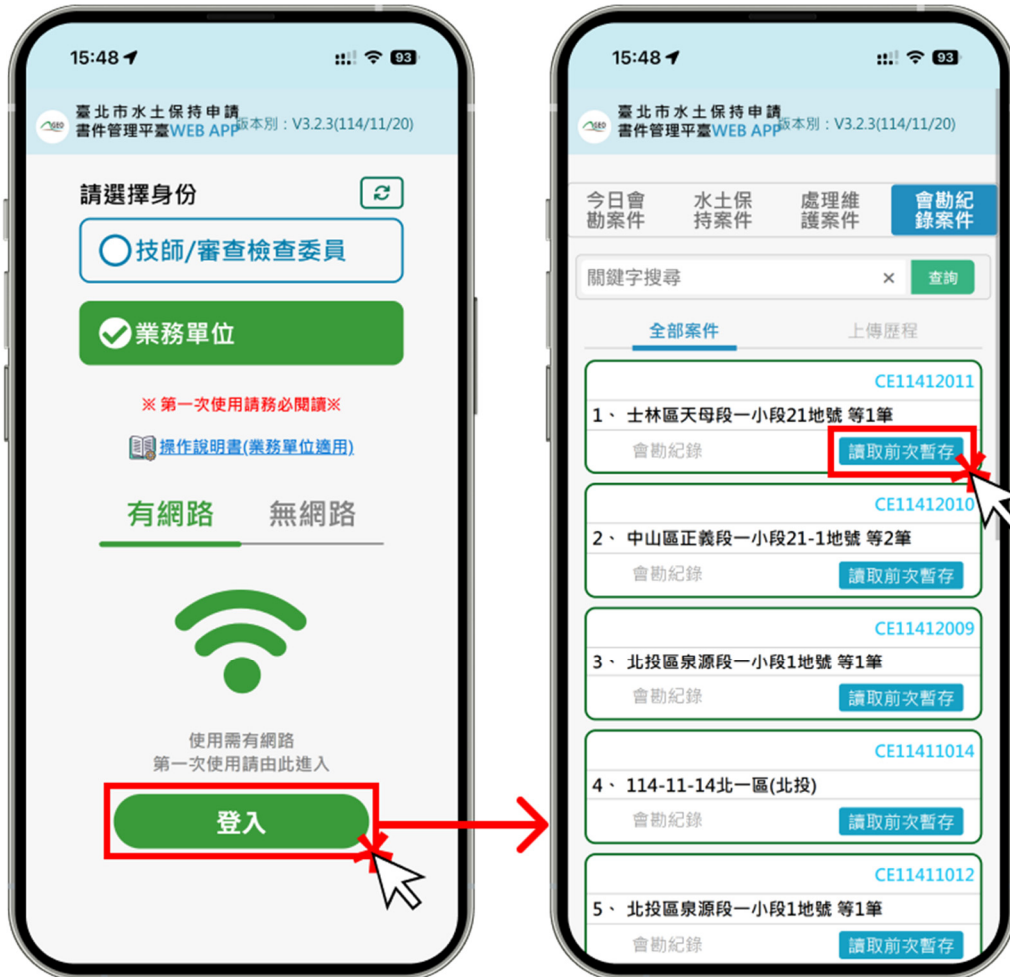 15:48
93
臺北市水土保持申請
書件管理平臺WEB APP
版本別：V3.2.3(114/11/20)
請選擇身份
技師/審查檢查委員
業務單位
※ 第一次使用請務必閱讀※
操作說明書(業務單位適用)
有網路
無網路
使用需有網路
第一次使用請由此進入
登入
15:48
93
臺北市水土保持申請
書件管理平臺WEB APP
版本別：V3.2.3(114/11/20)
今日會
勘案件
水土保
持案件
處理維
護案件
會勘紀
錄案件
關鍵字搜尋
×
查詢
全部案件
上傳歷程
CE11412011
1、 士林區天母段一小段21地號 等1筆
會勘紀錄
讀取前次暫存
CE11412010
2、 中山區正義段一小段21-1地號 等2筆
會勘紀錄
讀取前次暫存
CE11412009
3、 北投區泉源段一小段1地號 等1筆
會勘紀錄
讀取前次暫存
CE11411014
4、 114-11-14北一區(北投)
會勘紀錄
讀取前次暫存
CE11411012
5、 北投區泉源段一小段1地號 等1筆
會勘紀錄
讀取前次暫存